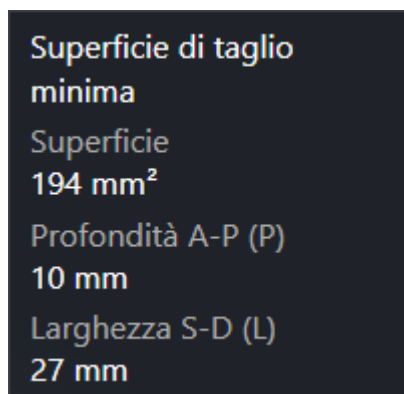 Superficie di taglio
minima
Superficie
194 mm²
Profondità A-P (P)
10 mm
Larghezza S-D (L)
27 mm